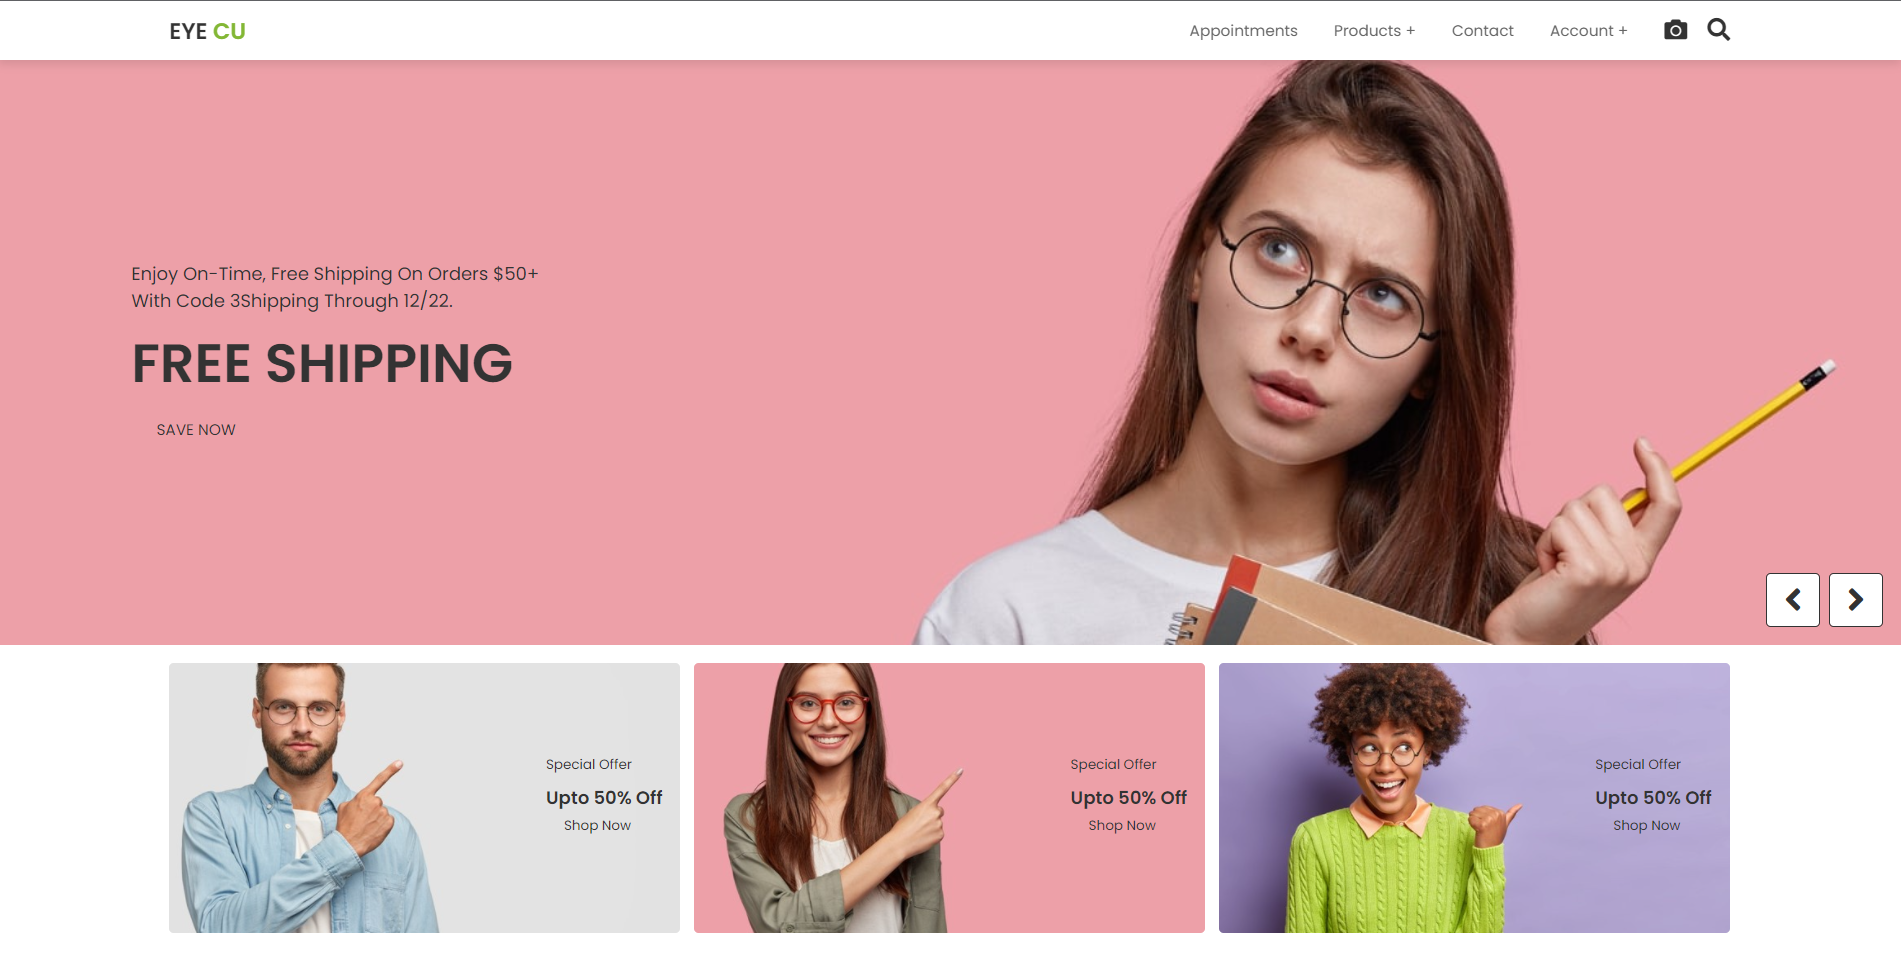 EYE CU
Appointments
Products +
Contact
Account +
Enjoy On-Time, Free Shipping On Orders $50+
With Code 3Shipping Through 12/22.
FREE SHIPPING
SAVE NOW
Special Offer
Upto 50% Off
Shop Now
Special Offer
Upto 50% Off
Shop Now
Special Offer
Upto 50% Off
Shop Now